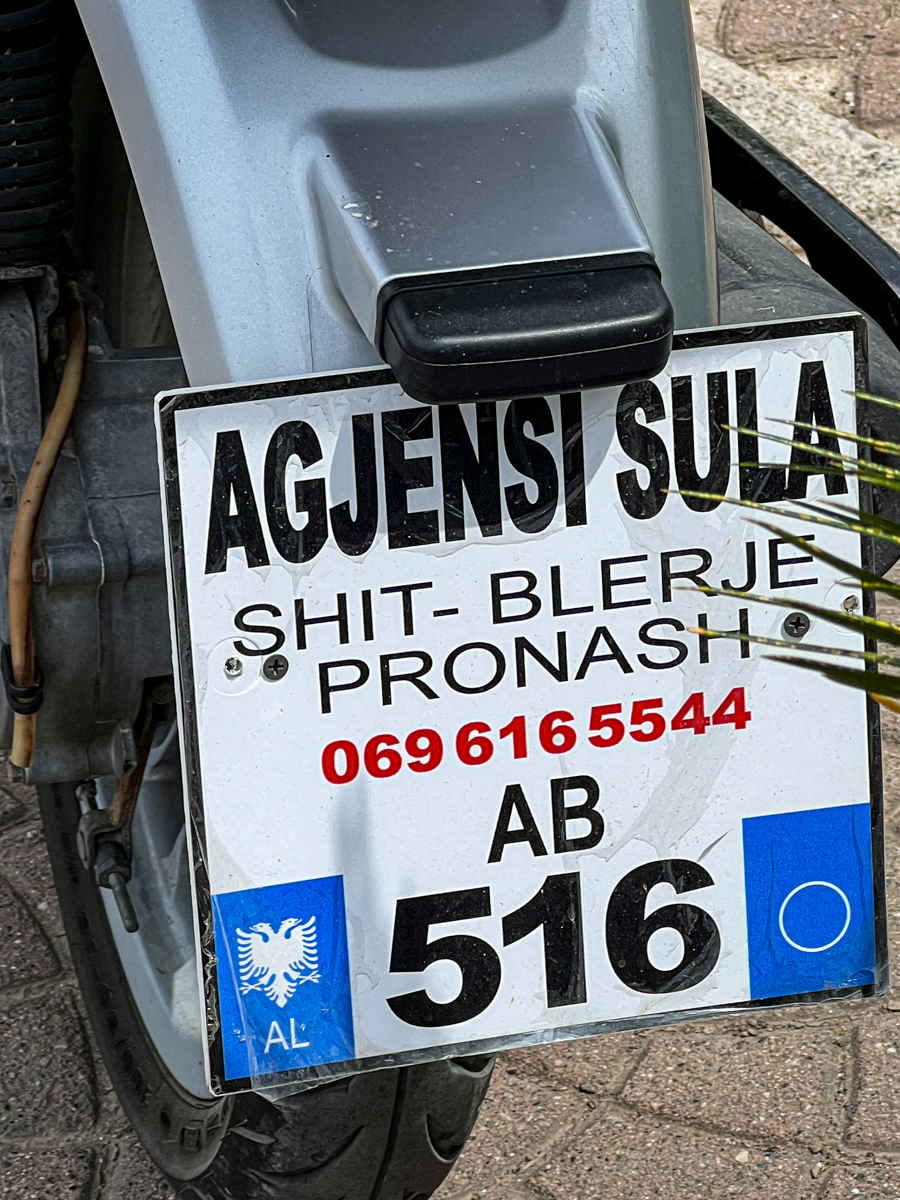 AGJENSI SULA
SHIT- BLERJE
PRONASH
069 616 5544
AB
516
AL